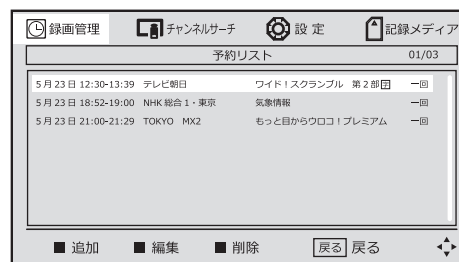 録画管理 チャンネルサーチ 設定 記録メディア
予約リスト 01/03
5月23日 12:30-13:39 テレビ朝日 ワイド！スクランブル 第2部字 一回
5月23日 18:52-19:00 NHK総合1・東京 気象情報 一回
5月23日 21:00-21:29 TOKYO MX2 もっと目からウロコ！プレミアム 一回
■ 追加 ■ 編集 ■ 削除 戻る 戻る